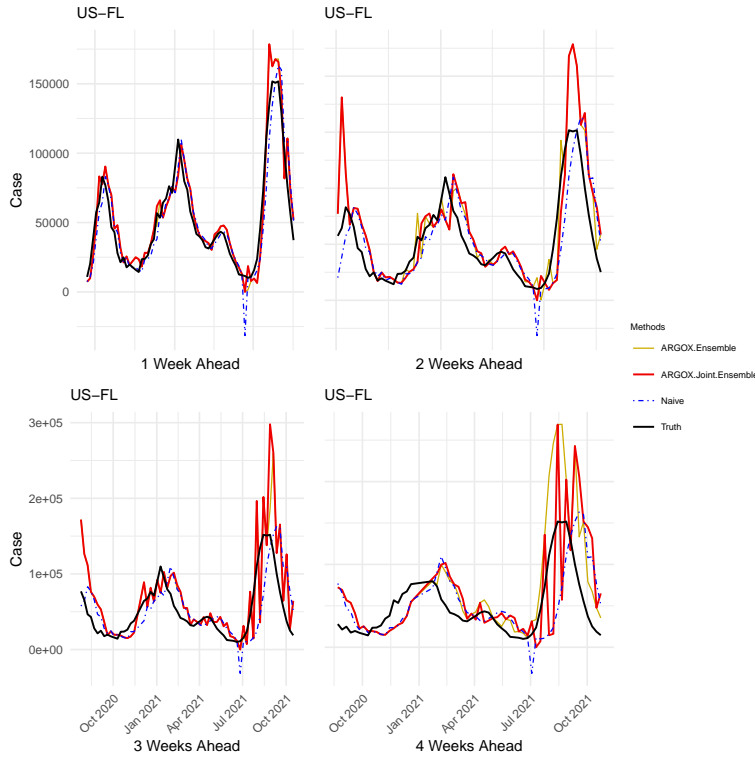 US−FL
US−FL
150000
100000
50000
0
Case
1 Week Ahead
2 Weeks Ahead
Methods
ARGOX.Ensemble
ARGOX.Joint.Ensemble
Naive
Truth
US−FL
US−FL
3e+05
2e+05
1e+05
0e+00
Case
Oct 2020
Jan 2021
Apr 2021
Jul 2021
Oct 2021
Oct 2020
Jan 2021
Apr 2021
Jul 2021
Oct 2021
3 Weeks Ahead
4 Weeks Ahead